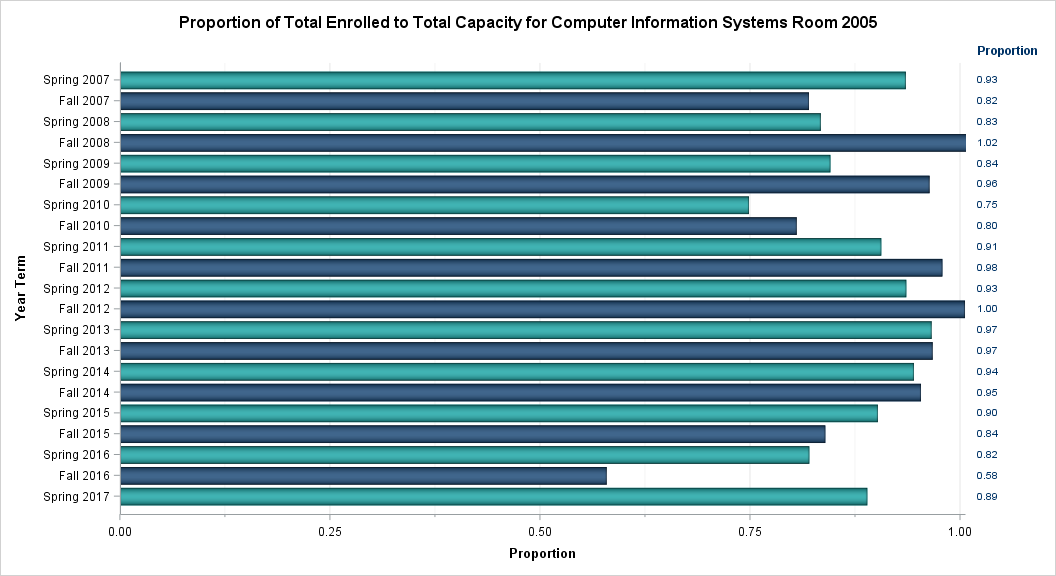 Proportion of Total Enrolled to Total Capacity for Computer Information Systems Room 2005
Proportion
Spring 2007 0.93
Fall 2007 0.82
Spring 2008 0.83
Fall 2008 1.02
Spring 2009 0.84
Fall 2009 0.96
Spring 2010 0.75
Fall 2010 0.80
Spring 2011 0.91
Fall 2011 0.98
Spring 2012 0.93
Fall 2012 1.00
Spring 2013 0.97
Fall 2013 0.97
Spring 2014 0.94
Fall 2014 0.95
Spring 2015 0.90
Fall 2015 0.84
Spring 2016 0.82
Fall 2016 0.58
Spring 2017 0.89
Year Term
0.00 0.25 0.50 0.75 1.00
Proportion